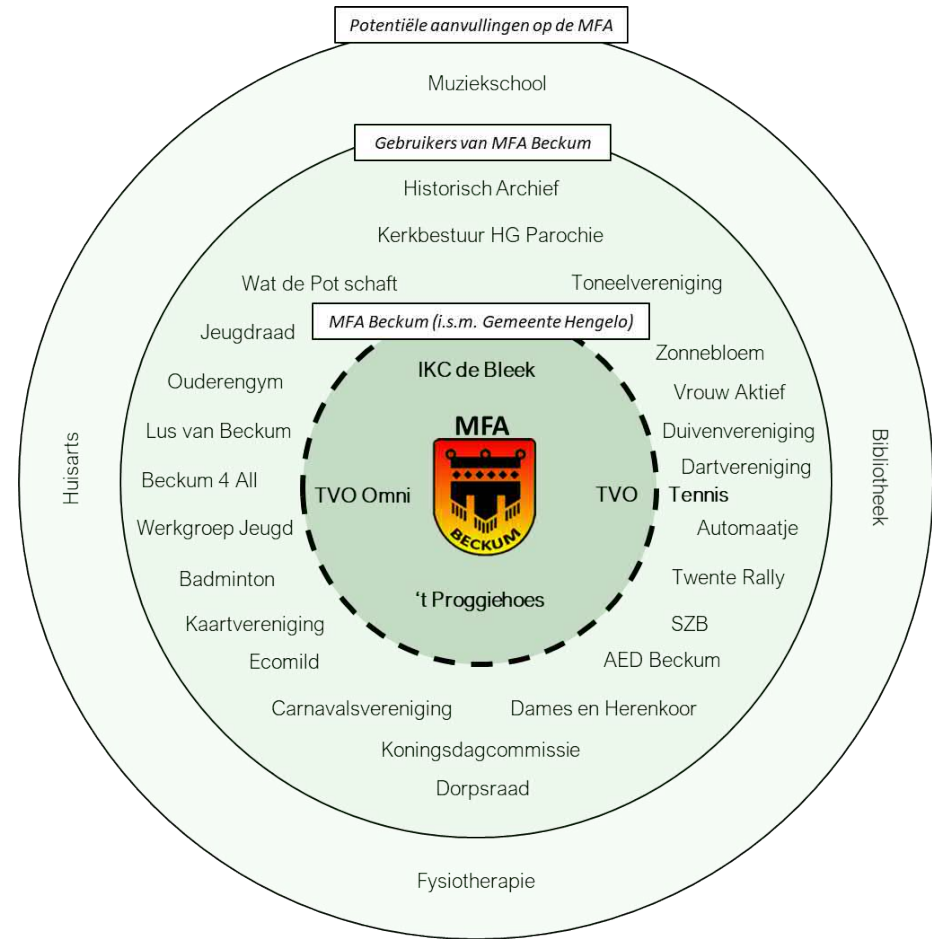 Potentiële aanvullingen op de MFA
Muziekschool
Gebruikers van MFA Beckum
Historisch Archief
Kerkbestuur HG Parochie
Wat de Pot schaft
Toneelvereniging
MFA Beckum (i.s.m. Gemeente Hengelo)
Jeugdraad
Zonnebloem
IKC de Bleek
Ouderengym
Vrouw Aktief
MFA
Lus van Beckum
Duivenvereniging
Beckum 4 All
Dartvereniging
TVO Omni
TVO Tennis
Huisarts
Bibliotheek
BECKUM
Werkgroep Jeugd
Automaatje
Badminton
Twente Rally
't Proggiehoes
Kaartvereniging
SZB
Ecomild
AED Beckum
Carnavalsvereniging
Dames en Herenkoor
Koningsdagcommissie
Dorpsraad
Fysiotherapie